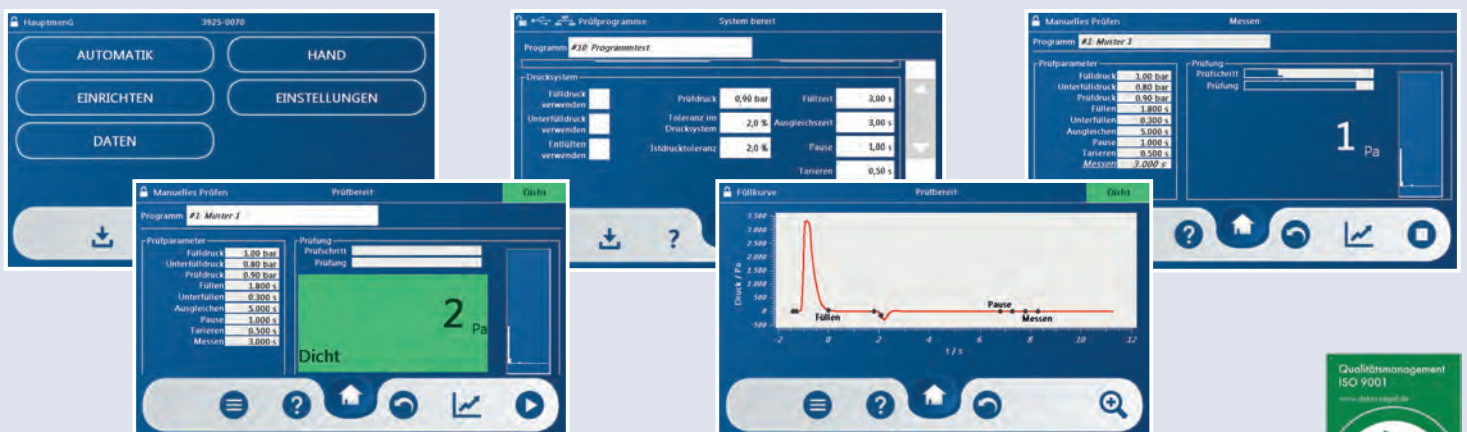 Hauptmenü 3925-0070
AUTOMATIK HAND
EINRICHTEN EINSTELLUNGEN
DATEN
Prüfprogramme System bereit
Programm #10: Programmtest
Drucksystem
Fülldruck verwenden
Unterfülldruck verwenden
Entlüften verwenden
Prüfdruck 0,90 bar
Toleranz im Drucksystem 2,0 %
Istdrucktoleranz 2,0 %
Füllzeit 3,00 s
Ausgleichszeit 3,00 s
Pause 1,00 s
Tarieren 0,50 s
?
Manuelles Prüfen Messen
Programm #1: Muster 1
Prüfparameter
Fülldruck 1.00 bar
Unterfülldruck 0.80 bar
Prüfdruck 0.90 bar
Füllen 1.800 s
Unterfüllen 0.300 s
Ausgleichen 5.000 s
Pause 1.000 s
Tarieren 0.500 s
Messen 3.000 s
Prüfung
Prüfschritt
Prüfung
1 Pa
?
Manuelles Prüfen Prüfbereit Dicht
Programm #1: Muster 1
Prüfparameter
Fülldruck 1.00 bar
Unterfülldruck 0.80 bar
Prüfdruck 0.90 bar
Füllen 1.800 s
Unterfüllen 0.300 s
Ausgleichen 5.000 s
Pause 1.000 s
Tarieren 0.500 s
Messen 3.000 s
Prüfung
Prüfschritt
Prüfung
2 Pa
Dicht
?
Füllkurve Prüfbereit Dicht
Druck / Pa
3.500
3.000
2.500
2.000
1.500
1.000
500
0
-500
Füllen
Pause
Messen
-2 0 2 4 6 8 10 12
t / s
?
Qualitätsmanagement
ISO 9001
www.dekra-siegel.de